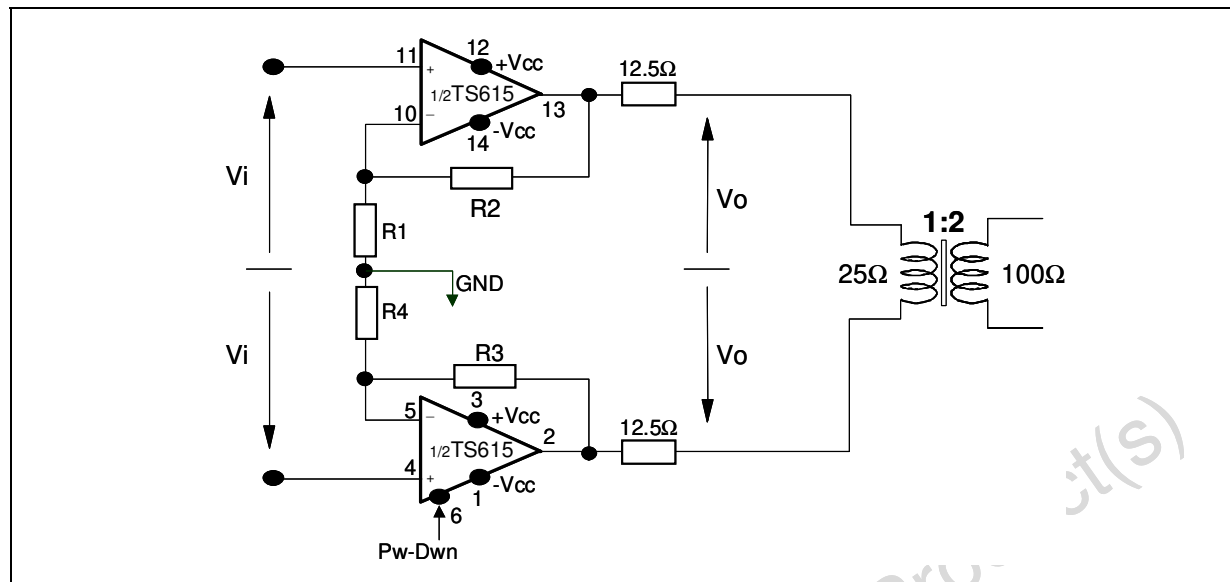 12
11
+Vcc
+
1/2TS615
13
10
−
-Vcc
14
12.5Ω
Vi
R2
Vo
R1
1:2
GND
25Ω
100Ω
R4
Vi
R3
Vo
3
5
−
+Vcc
2
12.5Ω
1/2TS615
4
+
-Vcc
1
6
Pw-Dwn
ct(s)